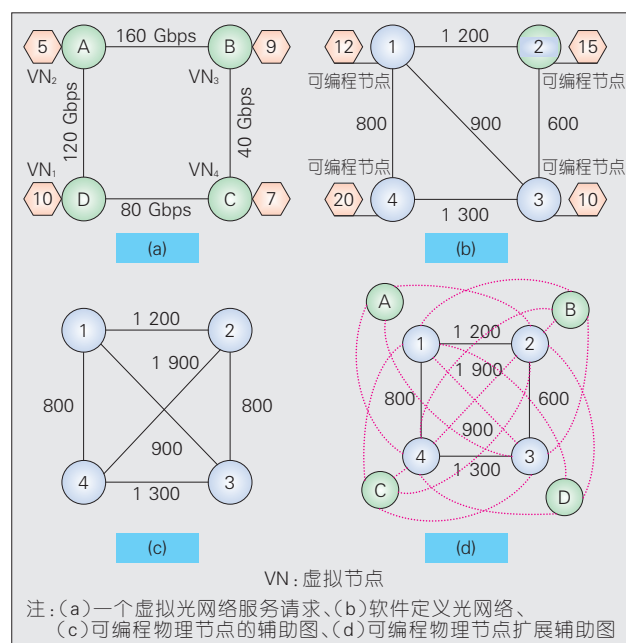 5 A 160 Gbps B 9
VN₂ VN₃
120 Gbps 40 Gbps
VN₁ VN₄
10 D 80 Gbps C 7
(a)
12 1 1 200 2 15
可编程节点 可编程节点
800 900 600
可编程节点 可编程节点
20 4 1 300 3 10
(b)
1 1 200 2
1 900
800 800
900
4 1 300 3
(c)
A B
1 1 200 2
1 900
800 600
900
4 1 300 3
C D
(d)
VN:虚拟节点
注:(a)一个虚拟光网络服务请求、(b)软件定义光网络、
(c)可编程物理节点的辅助图、(d)可编程物理节点扩展辅助图